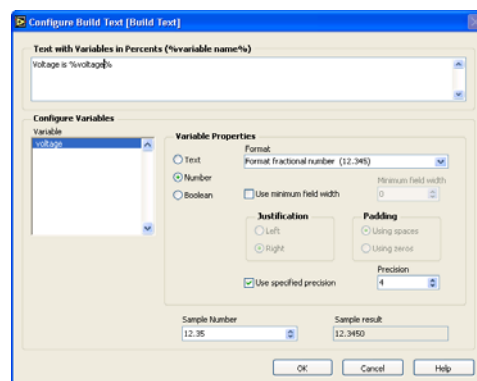 Configure Build Text [Build Text]
Text with Variables in Percents (%variable name%)
Voltage is %voltage%
Configure Variables
Variable
voltage
Variable Properties
Text
Number
Boolean
Format
Format fractional number (12.345)
Use minimum field width
Minimum field width
0
Justification
Left
Right
Padding
Using spaces
Using zeros
Use specified precision
Precision
4
Sample Number
12.35
Sample result
12.3450
OK
Cancel
Help